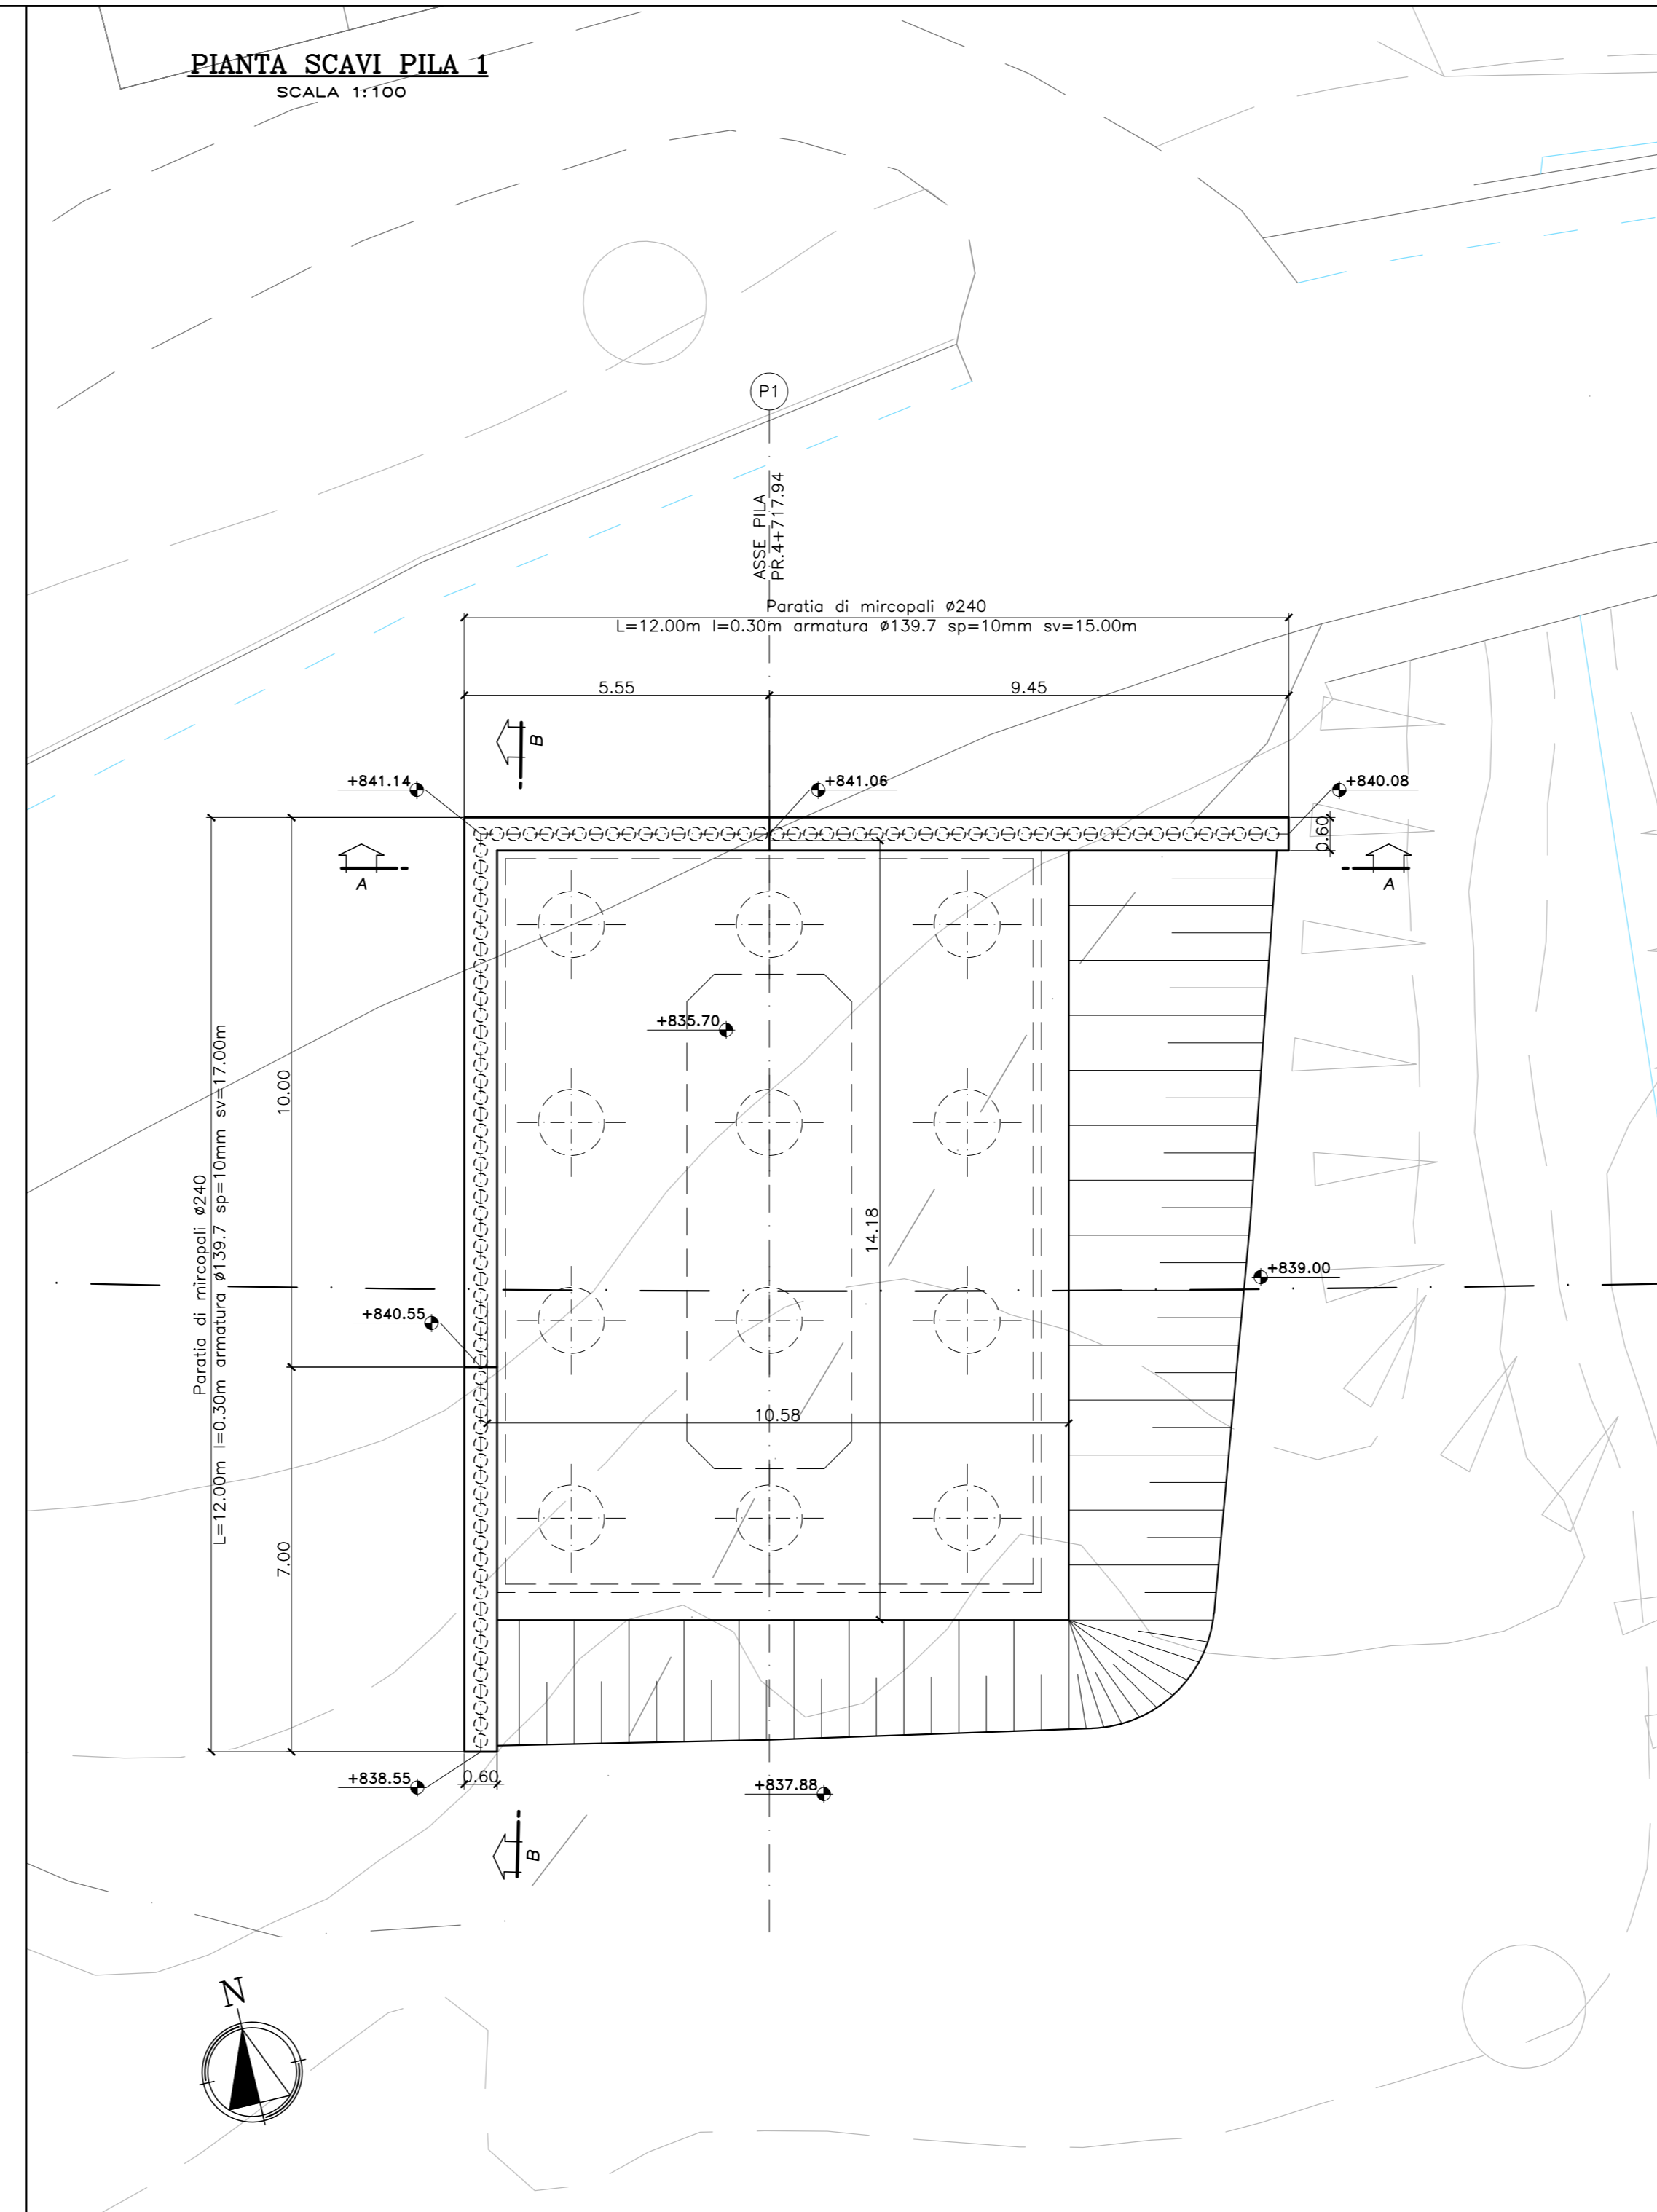 PIANTA SCAVI PILA 1
SCALA 1:100
P1
ASSE PILA
PR.4+717.94
Paratia di mircopali ø240
L=12.00m l=0.30m armatura ø139.7 sp=10mm sv=15.00m
5.55
9.45
B
+841.14
+841.06
+840.08
0.60
A
A
+835.70
10.00
Paratia di mircopali ø240
L=12.00m l=0.30m armatura ø139.7 sp=10mm sv=17.00m
14.18
+839.00
+840.55
10.58
7.00
+838.55
0.60
+837.88
B
N